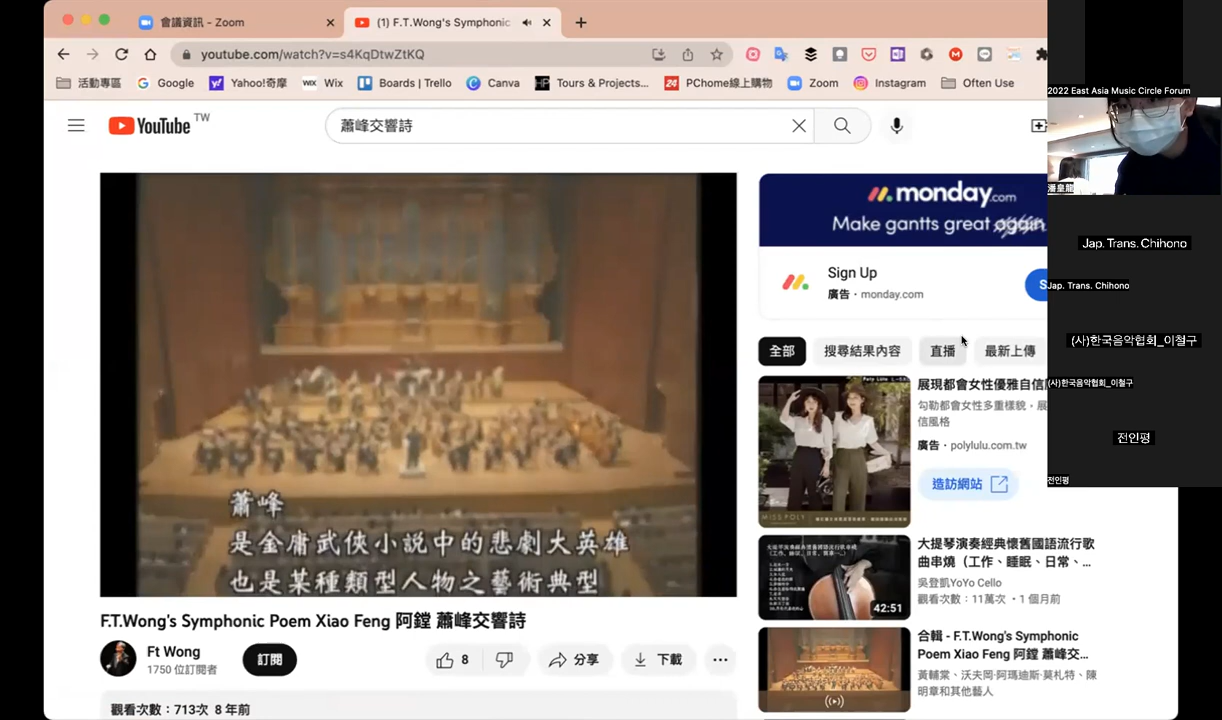 會議資訊 - Zoom
(1) F.T.Wong's Symphonic
youtube.com/watch?v=s4KqDtwZtKQ
活動專區
Google
Yahoo!奇摩
Wix
Boards | Trello
Canva
Tours & Projects...
PChome線上購物
Zoom
Instagram
Often Use
YouTube TW
蕭峰交響詩
蕭峰
是金庸武俠小說中的悲劇大英雄
也是某種類型人物之藝術典型
F.T.Wong's Symphonic Poem Xiao Feng 阿鏜 蕭峰交響詩
Ft Wong
1750 位訂閱者
訂閱
8
分享
下載
觀看次數：713次 8 年前
monday.com
Make gantts great again
Sign Up
廣告・monday.com
全部
搜尋結果內容
直播
最新上傳
展現都會女性優雅自信
勾勒都會女性多重樣貌，展
信風格
廣告・polylulu.com.tw
造訪網站
MISS POLY
大提琴演奏經典懷舊國語流行歌
曲串燒（工作、睡眠、日常、...
吳登凱YoYo Cello
觀看次數：11萬次・1 個月前
42:51
合輯 - F.T.Wong's Symphonic
Poem Xiao Feng 阿鏜 蕭峰交...
黃輔棠、沃夫岡·阿瑪迪斯·莫札特、陳
明章和其他藝人
2022 East Asia Music Circle Forum
潘皇龍
Jap. Trans. Chihono
Jap. Trans. Chihono
(사)한국음악협회_이철구
(사)한국음악협회_이철구
전인평
전인평